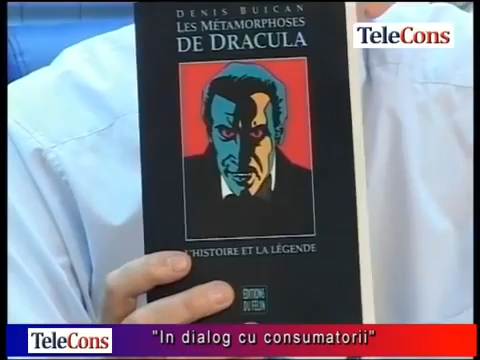 DENIS BUICAN
LES MÉTAMORPHOSES
DE DRACULA
TeleCons
L'HISTOIRE ET LA LÉGENDE
EDITIONS
DU FELIN
TeleCons
"In dialog cu consumatorii"